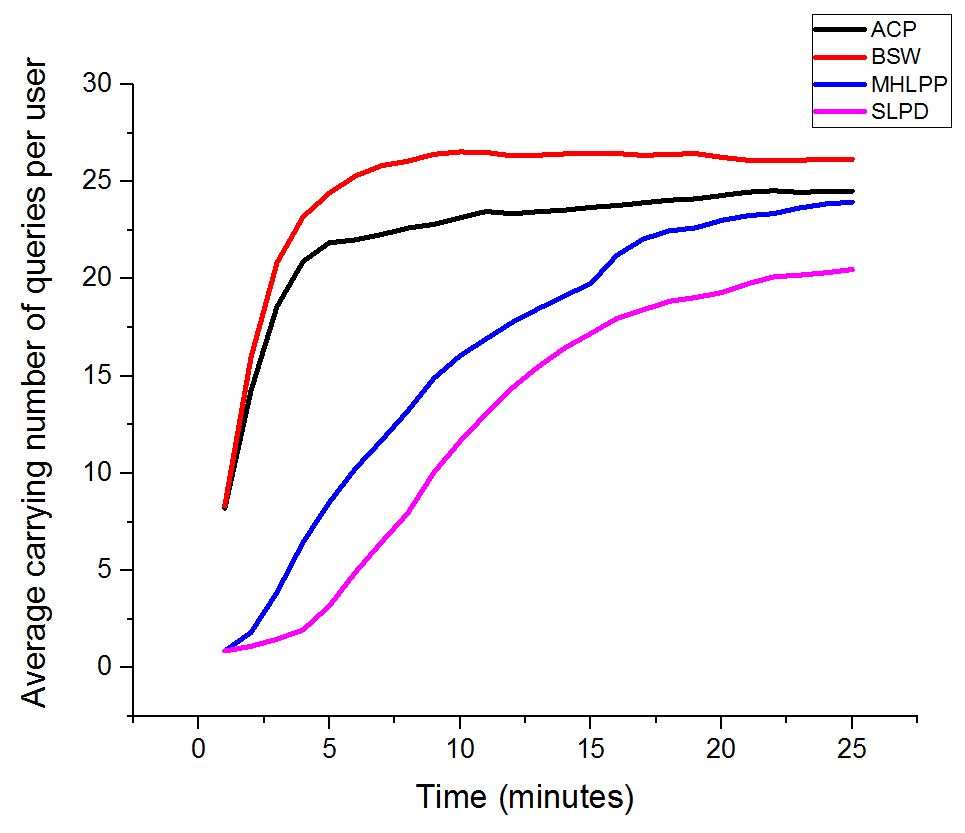 ACP
BSW
MHLPP
SLPD
Average carrying number of queries per user
30
25
20
15
10
5
0
0 5 10 15 20 25
Time (minutes)